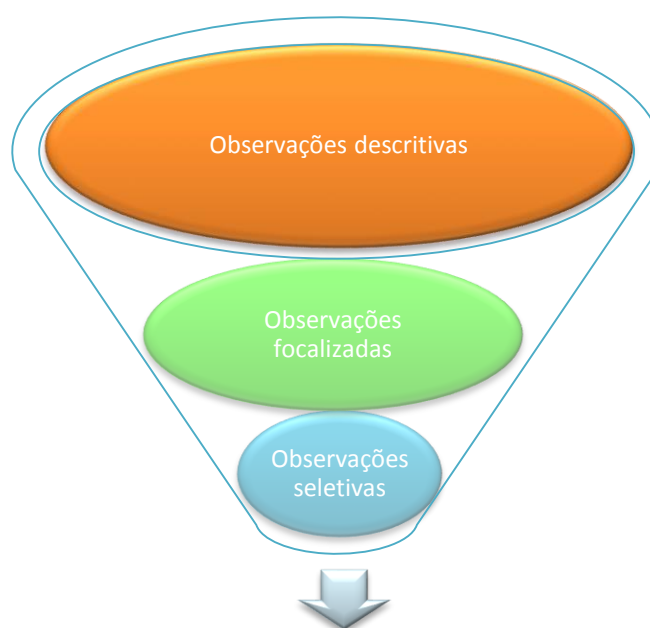 Observações descritivas
Observações
focalizadas
Observações
seletivas